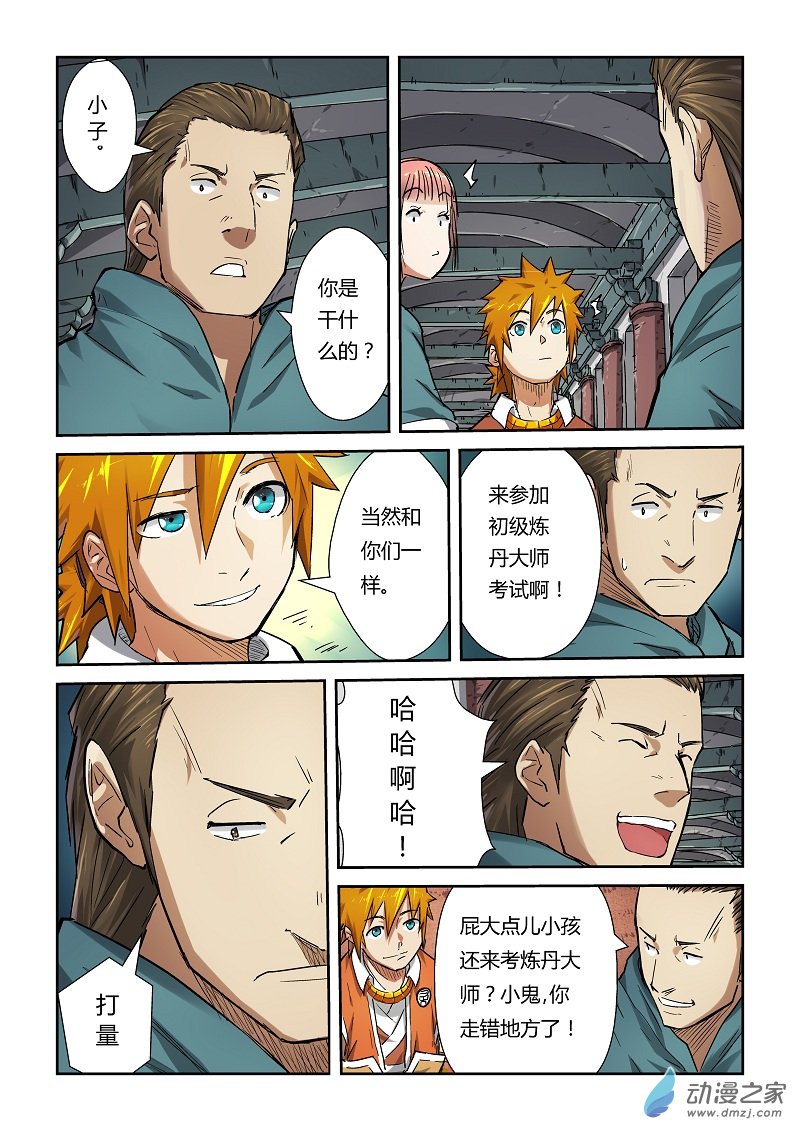 小子。
你是
干什
么的？
当然和
你们一
样。
来参加
初级炼
丹大师
考试啊！
打
量
哈
哈
啊
哈
！
屁大点儿小孩
还来考炼丹大
师？小鬼,你
走错地方了！
动漫之家
www.dmzj.com